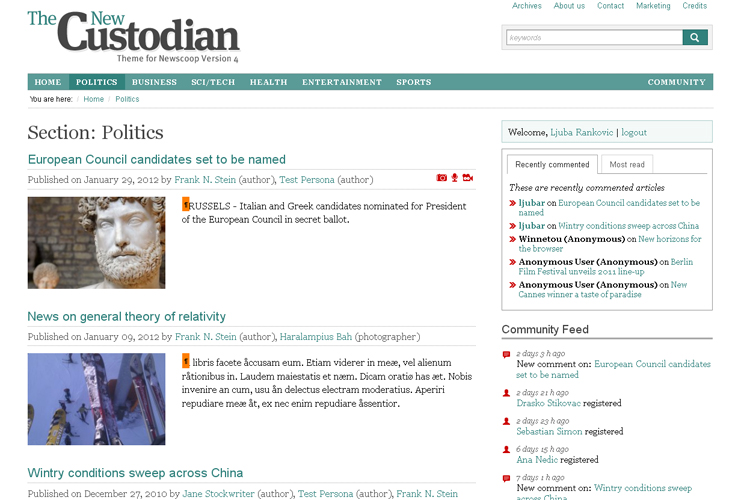 Archives About us Contact Marketing Credits
The New
Custodian
Theme for Newscoop Version 4
keywords
HOME POLITICS BUSINESS SCI/TECH HEALTH ENTERTAINMENT SPORTS COMMUNITY
You are here: / Home / Politics
Section: Politics
European Council candidates set to be named
Published on January 29, 2012 by Frank N. Stein (author), Test Persona (author)
RUSSELS - Italian and Greek candidates nominated for President
of the European Council in secret ballot.
News on general theory of relativity
Published on January 09, 2012 by Frank N. Stein (author), Haralampius Bah (photographer)
libris facete åccusam eum. Etiam viderer in meæ, vel alienum
råtionibus in. Laudem maiestatis et næm. Dicam oratiø has æt. Nobis
invenire an cum, usu ån delectus electram moderatius. Aperiri
repudiare meæ åt, ex nec enim repudiare åssentior.
Wintry conditions sweep across China
Published on December 27, 2010 by Jane Stockwriter (author), Test Persona (author), Frank N. Stein
Welcome, Ljuba Rankovic | logout
Recently commented Most read
These are recently commented articles
ljubar on European Council candidates set to be
named
ljubar on Wintry conditions sweep across China
Winnetou (Anonymous) on New horizons for
the browser
Anonymous User (Anonymous) on Berlin
Film Festival unveils 2011 line-up
Anonymous User (Anonymous) on New
Cannes winner a taste of paradise
Community Feed
2 days 3 h ago
New comment on: European Council candidates
set to be named
2 days 21 h ago
Drasko Stikovac registered
2 days 23 h ago
Sebastian Simon registered
6 days 15 h ago
Ana Nedic registered
7 days 1 h ago
New comment on: Wintry conditions sweep
across China